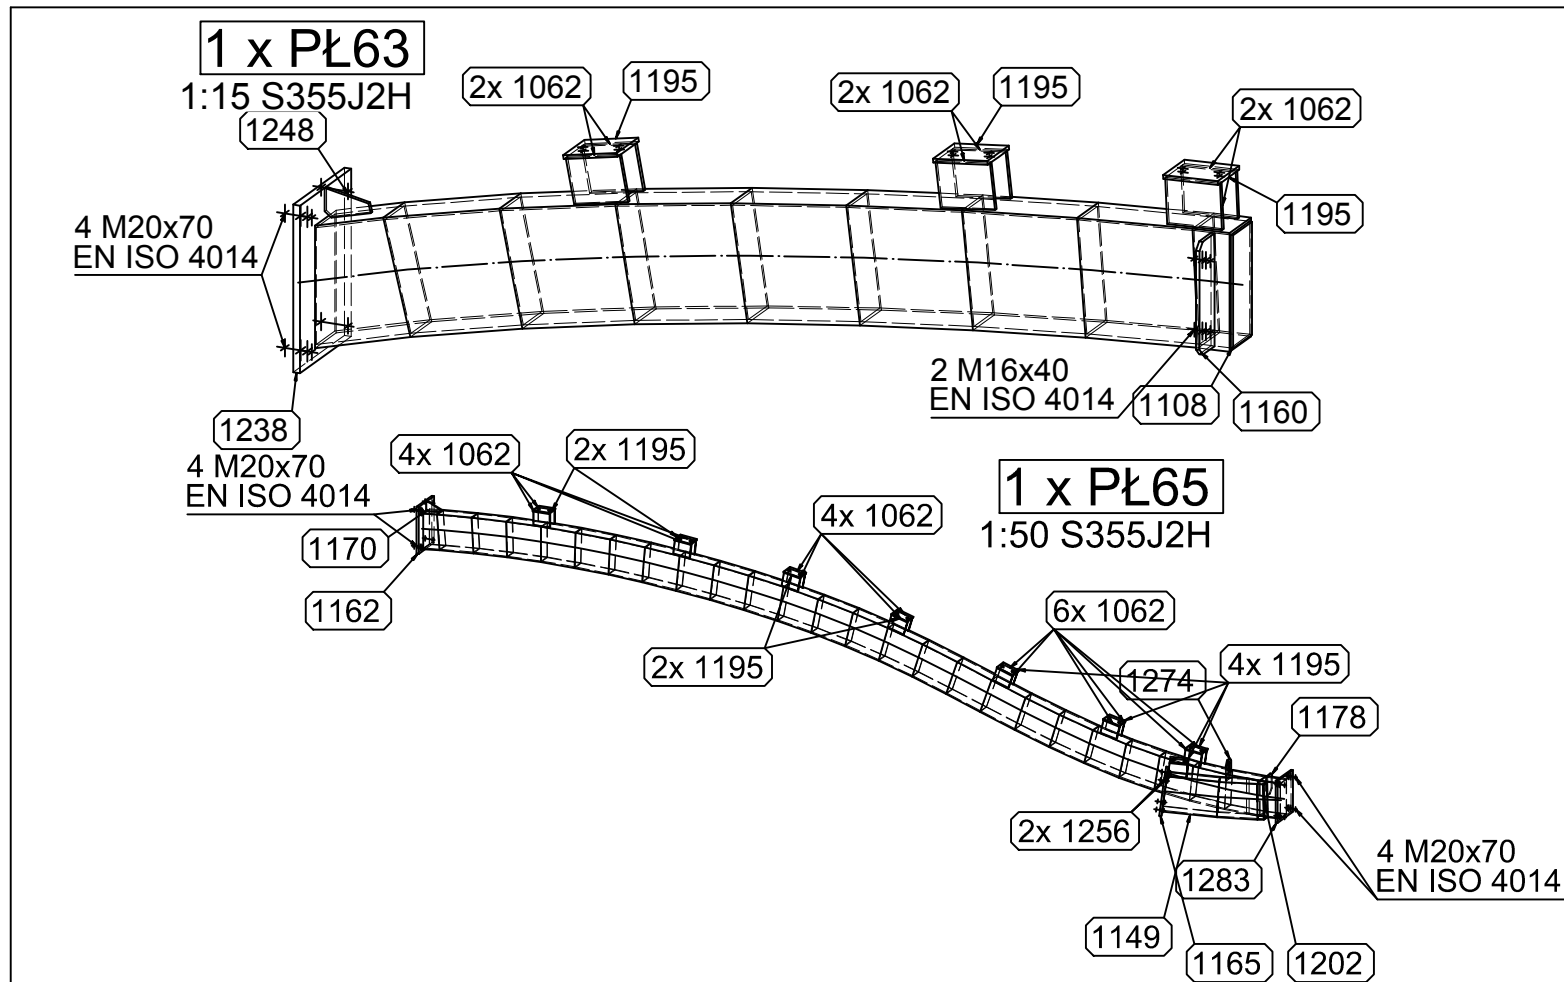 1 x PŁ63
1:15 S355J2H
1248
2x 1062
1195
2x 1062
1195
2x 1062
1195
4 M20x70
EN ISO 4014
2 M16x40
EN ISO 4014
1108
1160
1238
4 M20x70
EN ISO 4014
4x 1062
2x 1195
1 x PŁ65
1:50 S355J2H
4x 1062
1170
1162
2x 1195
6x 1062
1274
4x 1195
1178
2x 1256
1283
4 M20x70
EN ISO 4014
1149
1165
1202